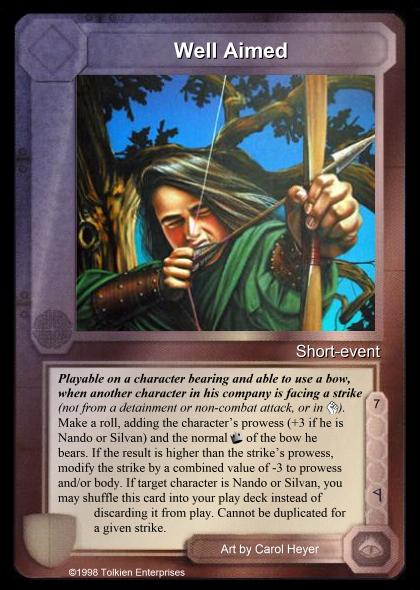 Well Aimed
Short-event
Playable on a character bearing and able to use a bow,
when another character in his company is facing a strike
(not from a detainment or non-combat attack, or in ).
Make a roll, adding the character's prowess (+3 if he is
Nando or Silvan) and the normal of the bow he
bears. If the result is higher than the strike's prowess,
modify the strike by a combined value of -3 to prowess
and/or body. If target character is Nando or Silvan, you
may shuffle this card into your play deck instead of
discarding it from play. Cannot be duplicated for
a given strike.
7
Art by Carol Heyer
©1998 Tolkien Enterprises